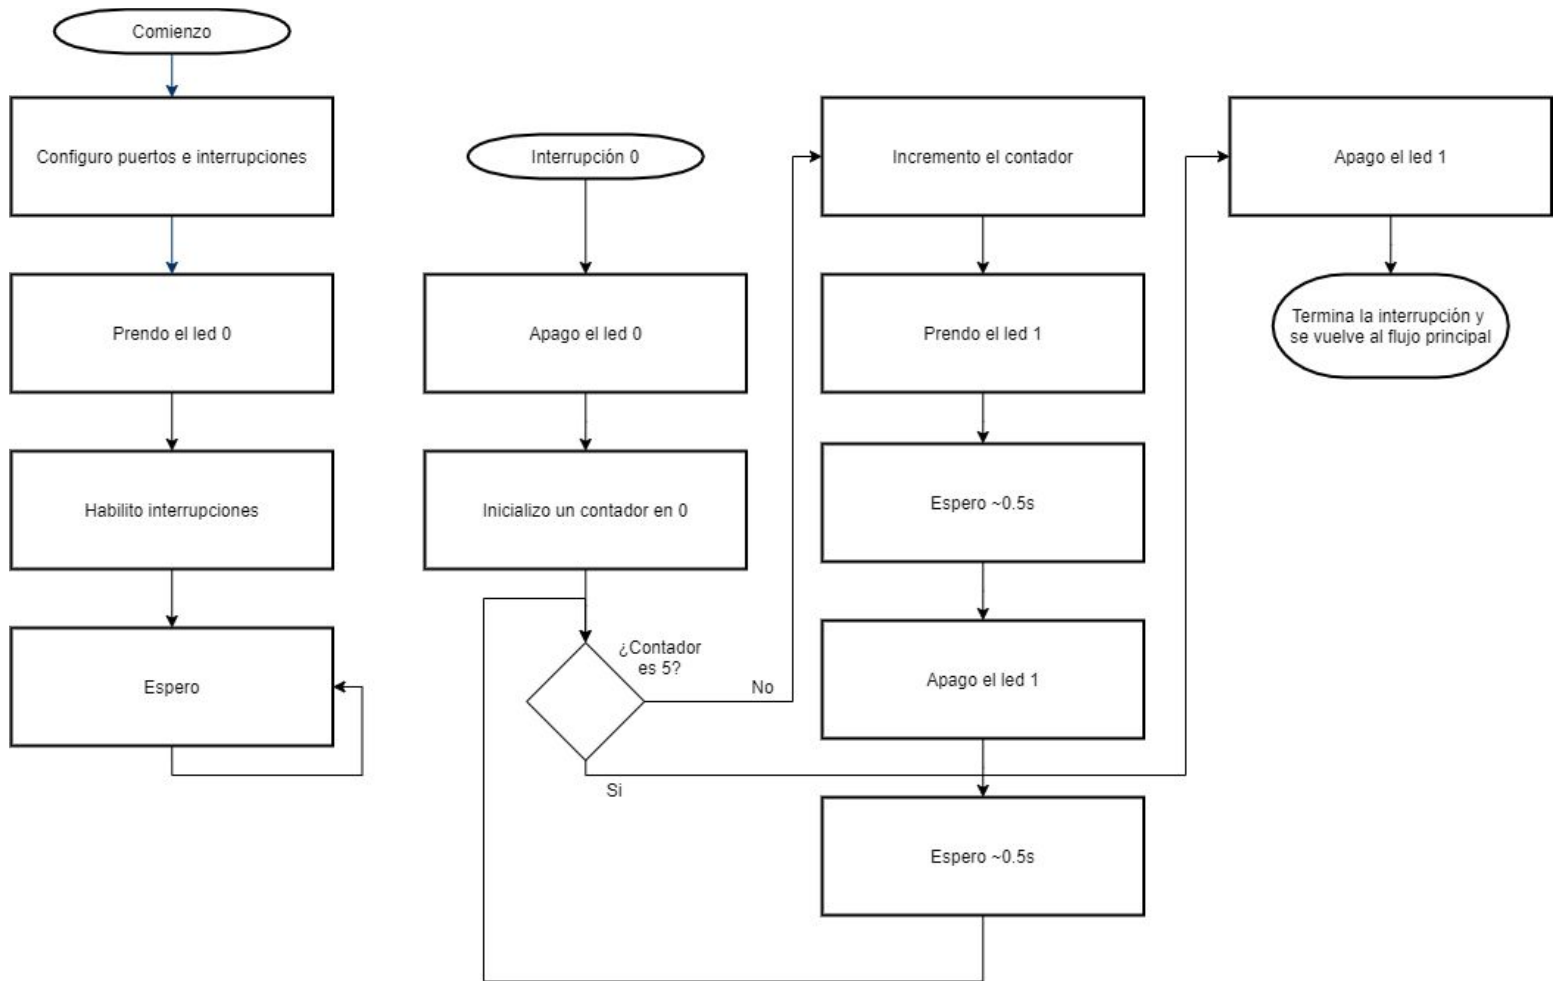 Comienzo
Configuro puertos e interrupciones
Prendo el led 0
Habilito interrupciones
Espero
Interrupción 0
Apago el led 0
Inicializo un contador en 0
¿Contador
es 5?
No
Si
Incremento el contador
Prendo el led 1
Espero ~0.5s
Apago el led 1
Espero ~0.5s
Apago el led 1
Termina la interrupción y
se vuelve al flujo principal